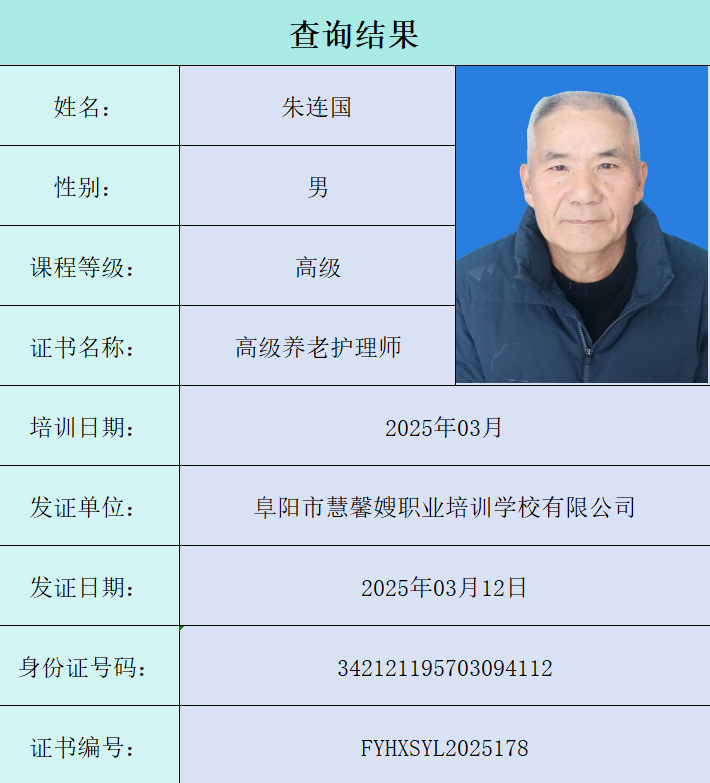 查询结果
姓名： 朱连国
性别： 男
课程等级： 高级
证书名称： 高级养老护理师
培训日期： 2025年03月
发证单位： 阜阳市慧馨嫂职业培训学校有限公司
发证日期： 2025年03月12日
身份证号码： 342121195703094112
证书编号： FYHXSYL2025178